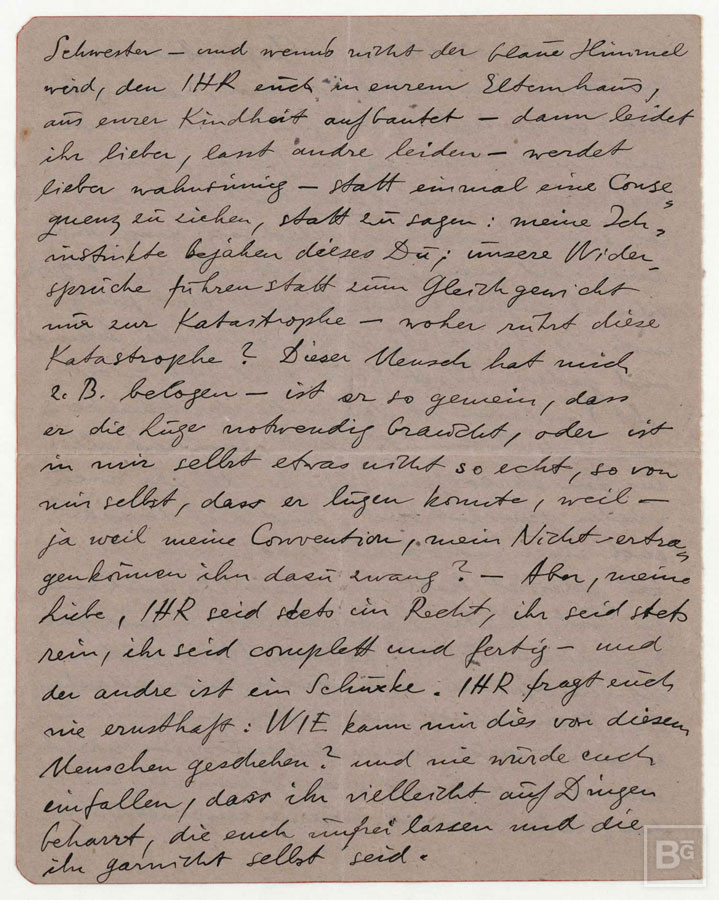 Schwester – und wenns nicht der blaue Himmel
wird, den IHR euch in eurem Elternhaus,
aus eurer Kindheit aufbautet – dann leidet
ihr lieber, lasst andre leiden – werdet
lieber wahnsinnig – statt einmal eine Conse=
quenz zu ziehen, statt zu sagen: meine Ich=
instinkte bejahen dieses Du; unsere Wider=
sprüche führen statt zum Gleichgewicht
nur zur Katastrophe – woher rührt diese
Katastrophe? Dieser Mensch hat mich
z. B. belogen – ist er so gemein, dass
er die Lüge notwendig braucht, oder ist
in mir selbst etwas nicht so echt, so von
mir selbst, dass er lügen konnte, weil –
ja weil meine Convention, mein Nicht-ertra=
genkönnen ihn dazu zwang? – Aber, meine
Liebe, IHR seid stets im Recht, ihr seid stets
rein, ihr seid complett und fertig – und
der andre ist ein Schurke. IHR fragt euch
nie ernsthaft: WIE kann mir dies von diesem
Menschen geschehen? und nie würde euch
einfallen, dass ihr vielleicht auf Dingen
beharrt, die euch unfrei lassen und die
ihr garnicht selbst seid.
BG